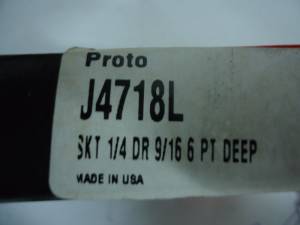 Proto
J4718L
SKT 1/4 DR 9/16 6 PT DEEP
MADE IN USA